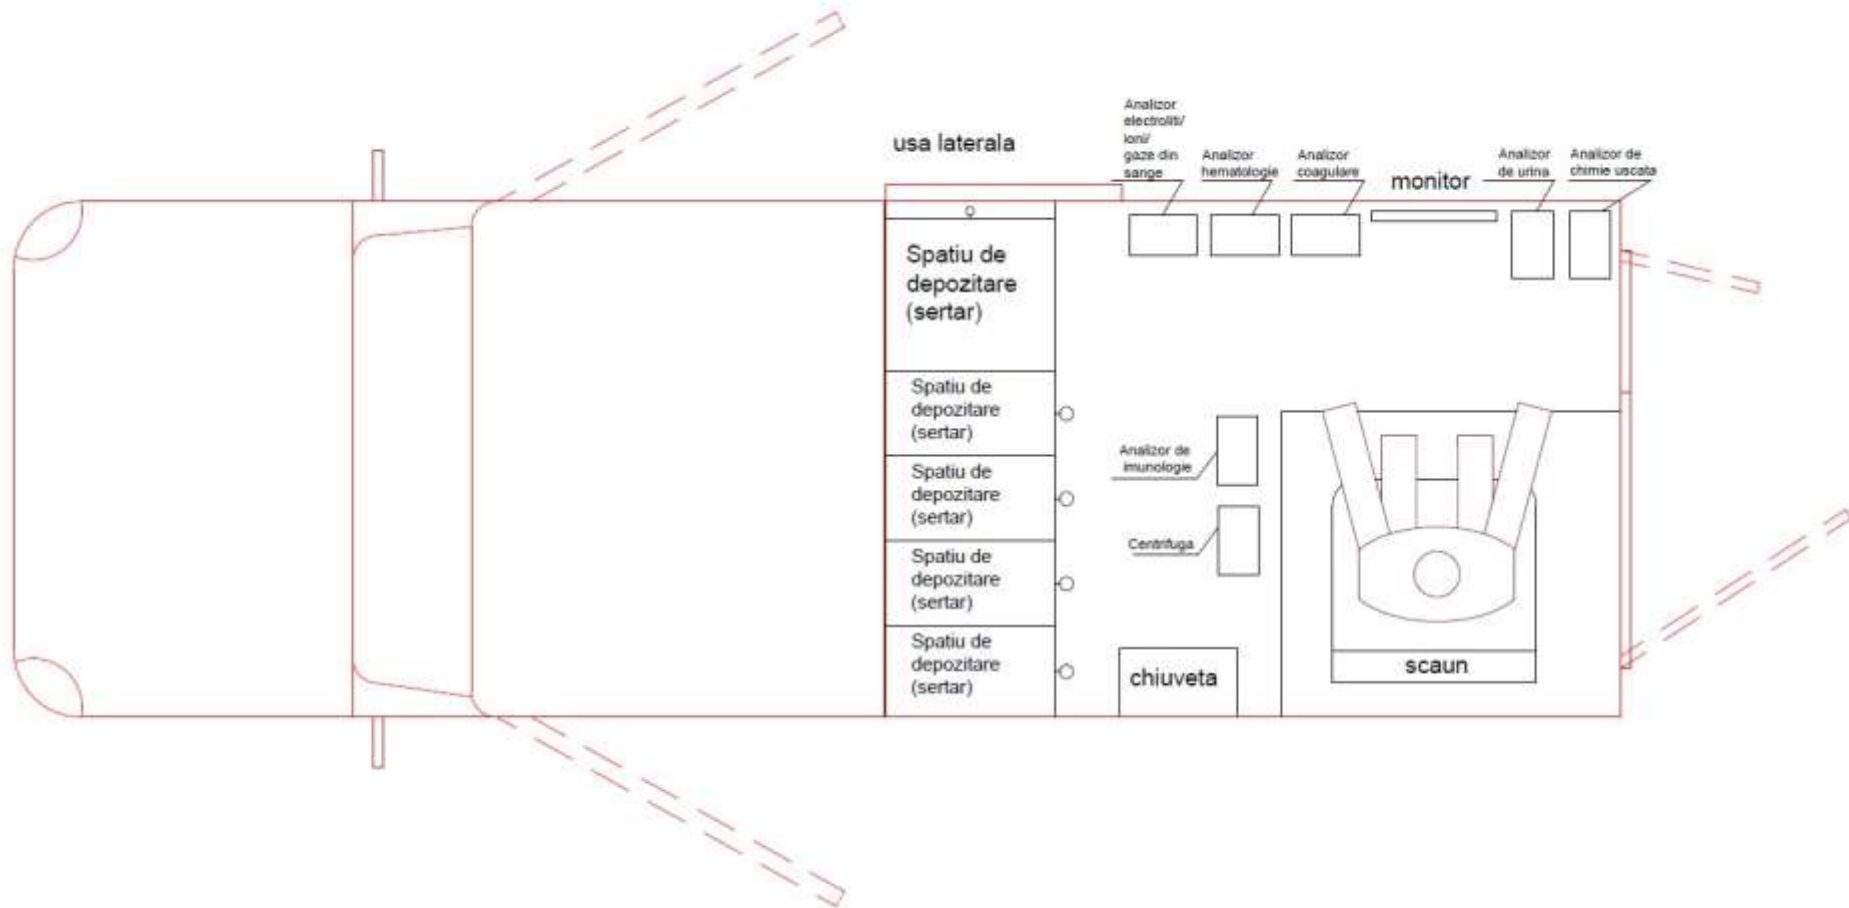 usa laterala
Analizor
electroliti/
ioni/
gaze din
sange
Analizor
hematologie
Analizor
coagulare
monitor
Analizor
de urina
Analizor de
chimie uscata
Spatiu de
depozitare
(sertar)
Spatiu de
depozitare
(sertar)
Spatiu de
depozitare
(sertar)
Spatiu de
depozitare
(sertar)
Spatiu de
depozitare
(sertar)
Analizor de
imunologie
Centrifuga
chiuveta
scaun